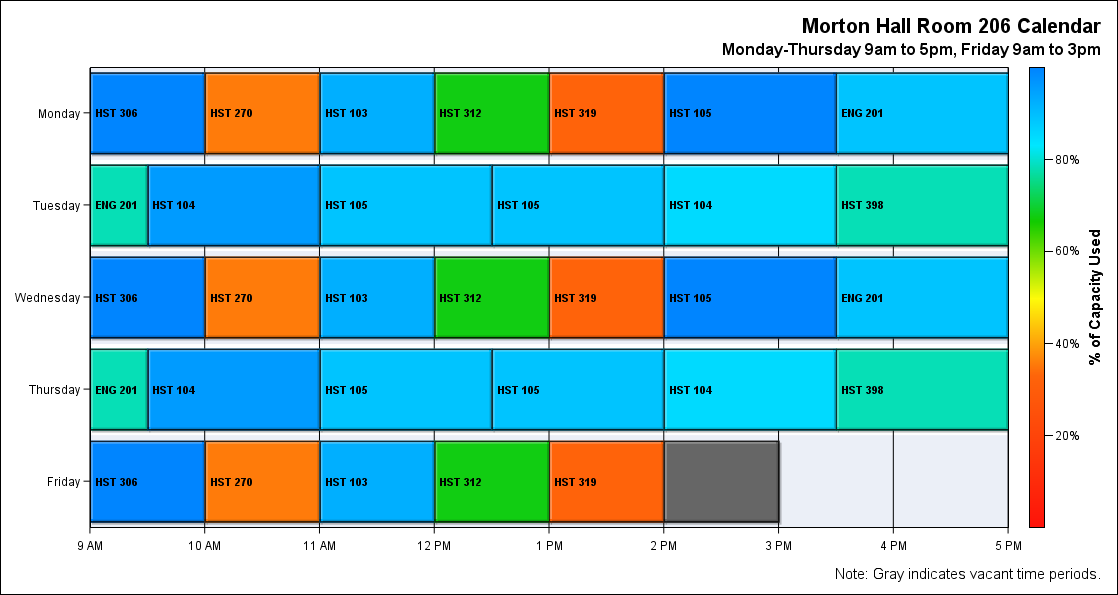 Morton Hall Room 206 Calendar
Monday-Thursday 9am to 5pm, Friday 9am to 3pm
Monday
HST 306
HST 270
HST 103
HST 312
HST 319
HST 105
ENG 201
Tuesday
ENG 201
HST 104
HST 105
HST 105
HST 104
HST 398
Wednesday
HST 306
HST 270
HST 103
HST 312
HST 319
HST 105
ENG 201
Thursday
ENG 201
HST 104
HST 105
HST 105
HST 104
HST 398
Friday
HST 306
HST 270
HST 103
HST 312
HST 319
9 AM
10 AM
11 AM
12 PM
1 PM
2 PM
3 PM
4 PM
5 PM
80%
60%
40%
20%
% of Capacity Used
Note: Gray indicates vacant time periods.